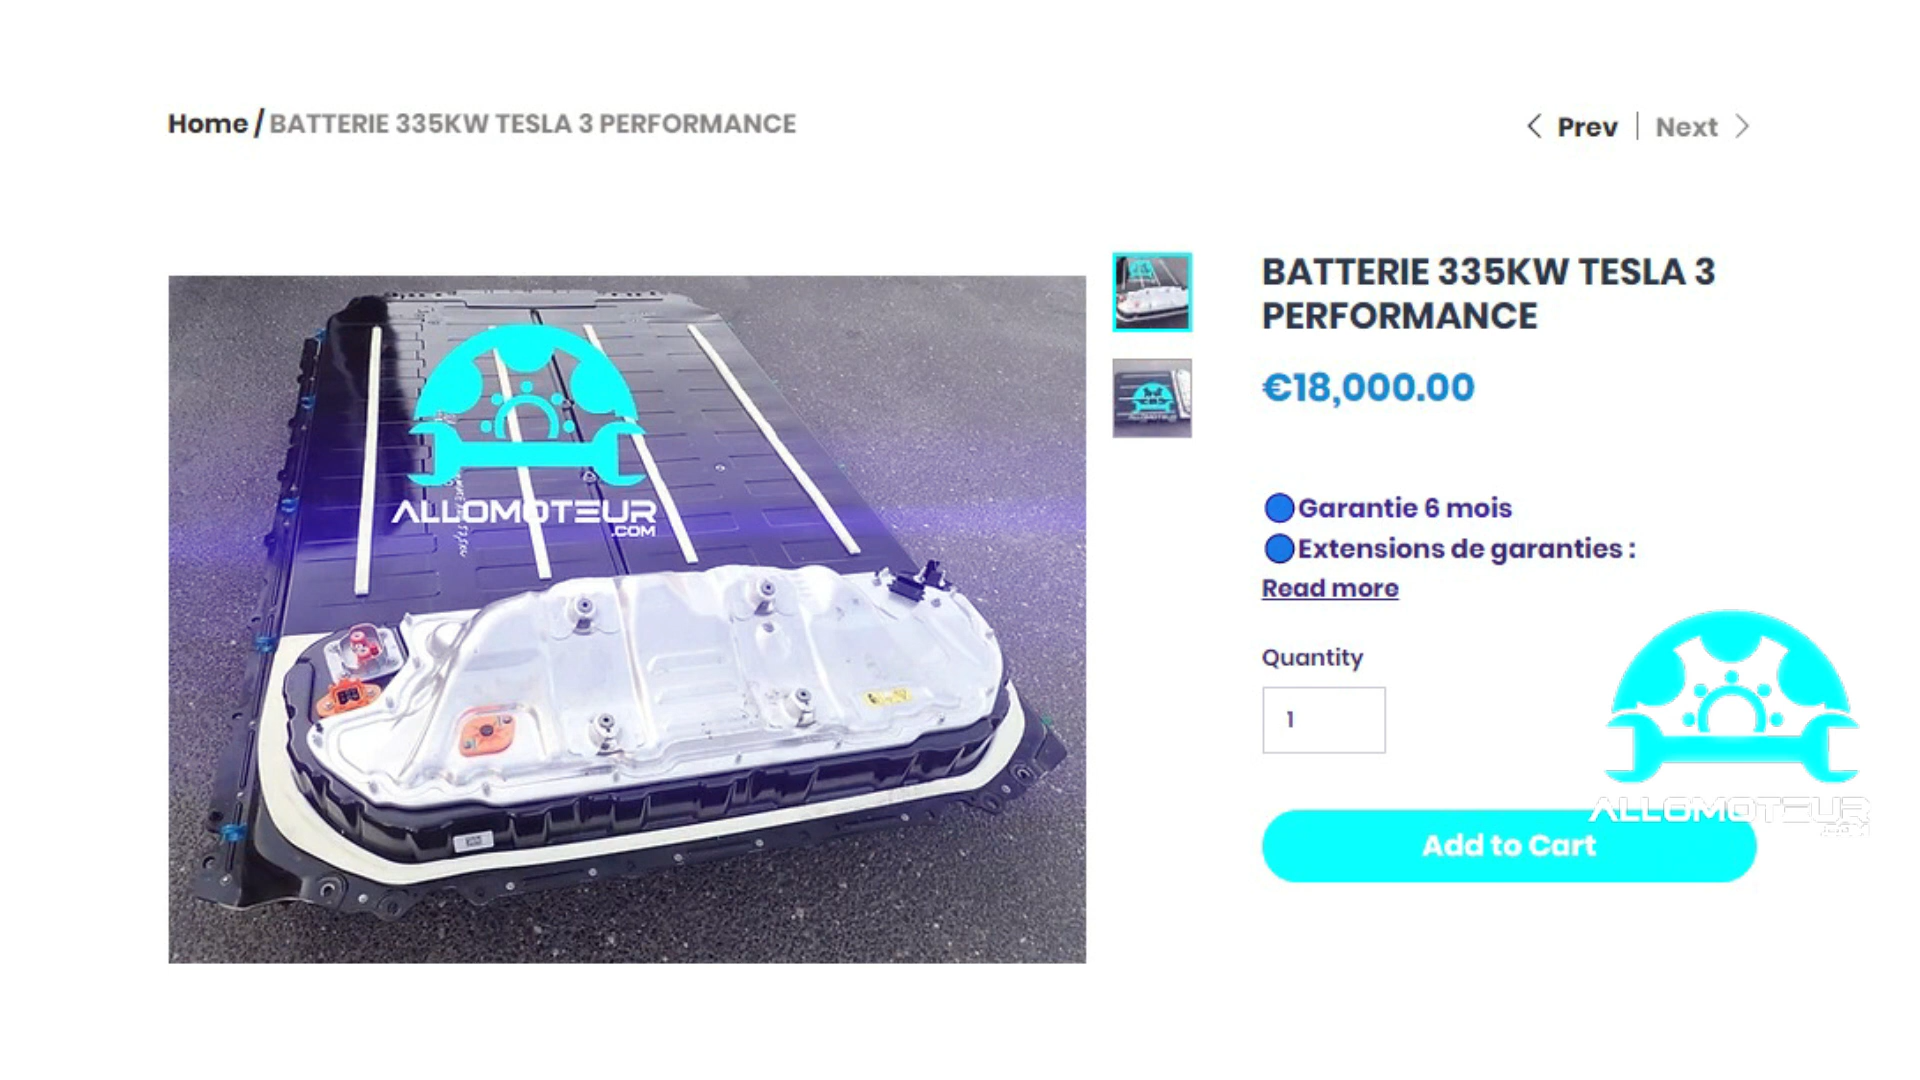 Home / BATTERIE 335KW TESLA 3 PERFORMANCE
Prev | Next
ALLOMOTEUR
.COM
BATTERIE 335KW TESLA 3
PERFORMANCE
€18,000.00
Garantie 6 mois
Extensions de garanties :
Read more
Quantity
1
ALLOMOTEUR
.COM
Add to Cart